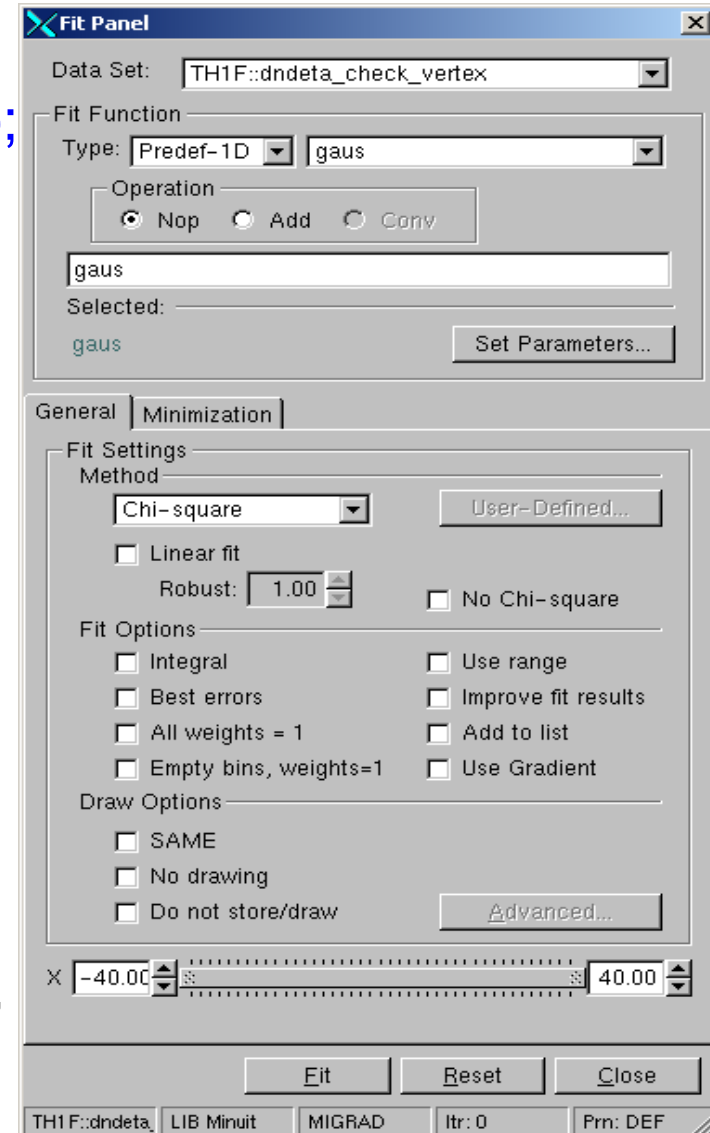 ;
Fit Panel
Data Set: TH1F::dndeta_check_vertex
Fit Function
Type: Predef-1D gaus
Operation
Nop Add Conv
gaus
Selected:
gaus Set Parameters...
General Minimization
Fit Settings
Method
Chi-square User-Defined...
Linear fit
Robust: 1.00 No Chi-square
Fit Options
Integral Use range
Best errors Improve fit results
All weights = 1 Add to list
Empty bins, weights=1 Use Gradient
Draw Options
SAME
No drawing
Do not store/draw Advanced...
X -40.00 40.00
Fit Reset Close
TH1F::dndeta_ LIB Minuit MIGRAD Itr: 0 Prn: DEF